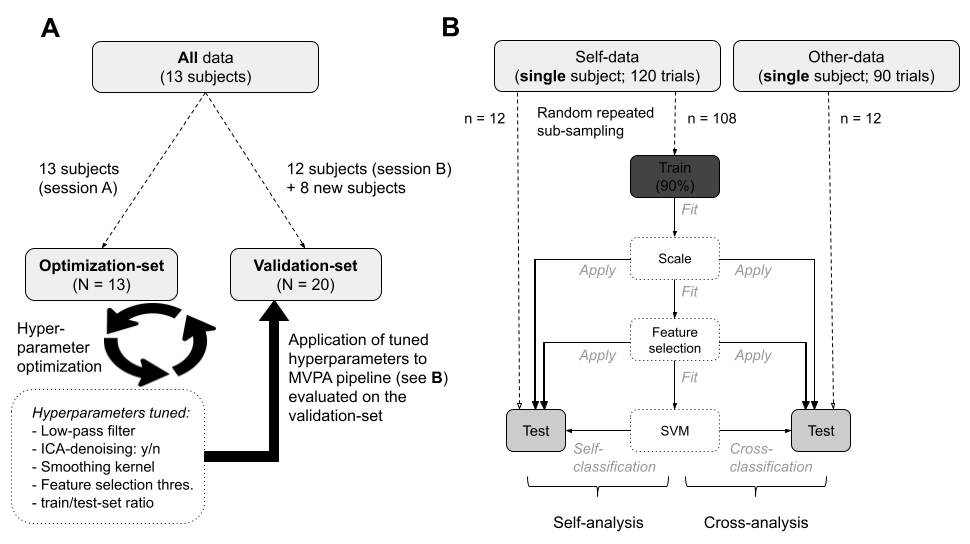 A
All data
(13 subjects)
13 subjects
(session A)
12 subjects (session B)
+ 8 new subjects
Optimization-set
(N = 13)
Validation-set
(N = 20)
Hyper-
parameter
optimization
Application of tuned
hyperparameters to
MVPA pipeline (see B)
evaluated on the
validation-set
Hyperparameters tuned:
- Low-pass filter
- ICA-denoising: y/n
- Smoothing kernel
- Feature selection thres.
- train/test-set ratio
B
Self-data
(single subject; 120 trials)
Other-data
(single subject; 90 trials)
n = 12
Random repeated
sub-sampling
n = 108
n = 12
Train
(90%)
Fit
Scale
Apply
Apply
Fit
Feature
selection
Apply
Apply
Fit
Test
SVM
Test
Self-
classification
Cross-
classification
Self-analysis
Cross-analysis